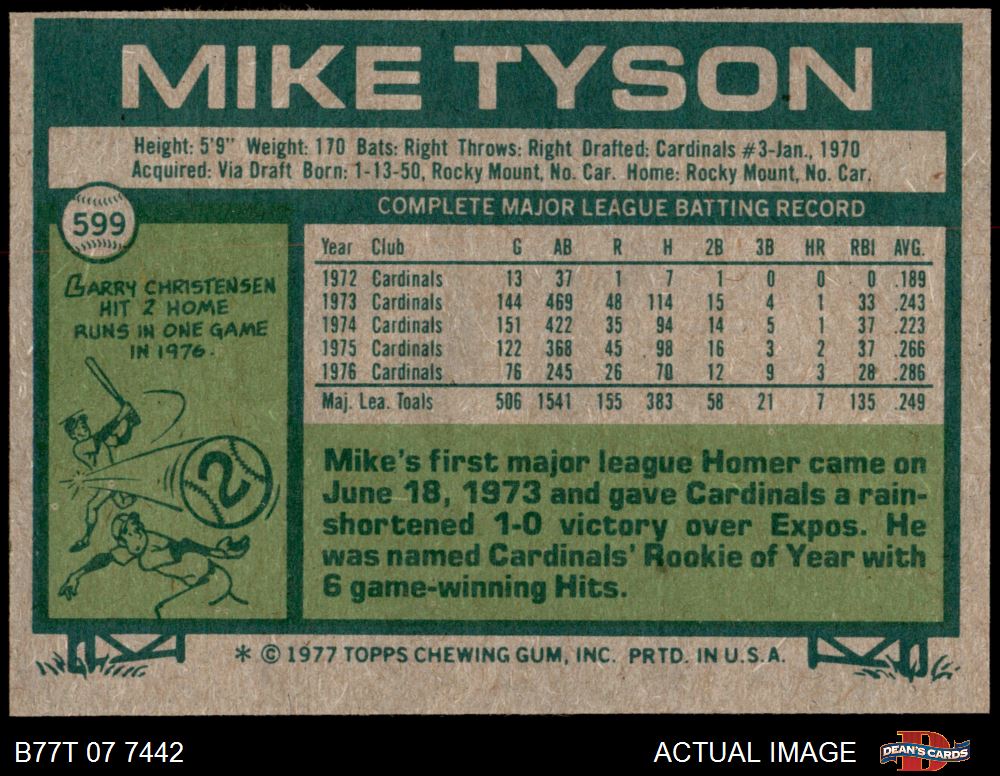 MIKE TYSON
Height: 5'9" Weight: 170 Bats: Right Throws: Right Drafted: Cardinals #3-Jan., 1970
Acquired: Via Draft Born: 1-13-50, Rocky Mount, No. Car. Home: Rocky Mount, No. Car.
599
COMPLETE MAJOR LEAGUE BATTING RECORD
LARRY CHRISTENSEN
HIT 2 HOME
RUNS IN ONE GAME
IN 1976.
2
Year Club G AB R H 2B 3B HR RBI AVG.
1972 Cardinals 13 37 1 7 1 0 0 0 .189
1973 Cardinals 144 469 48 114 15 4 1 33 .243
1974 Cardinals 151 422 35 94 14 5 1 37 .223
1975 Cardinals 122 368 45 98 16 3 2 37 .266
1976 Cardinals 76 245 26 70 12 9 3 28 .286
Maj. Lea. Toals 506 1541 155 383 58 21 7 135 .249
Mike's first major league Homer came on
June 18, 1973 and gave Cardinals a rain-
shortened 1-0 victory over Expos. He
was named Cardinals' Rookie of Year with
6 game-winning Hits.
* © 1977 TOPPS CHEWING GUM, INC. PRTD. IN U.S.A.
B77T 07 7442
ACTUAL IMAGE
DEAN'S CARDS